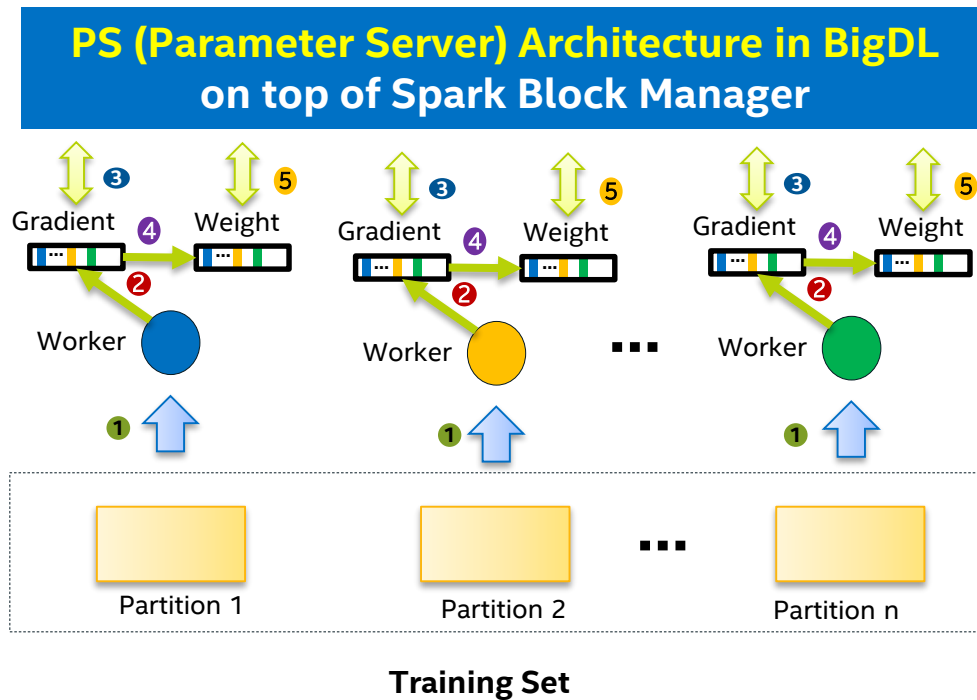 PS (Parameter Server) Architecture in BigDL
on top of Spark Block Manager
3
5
3
5
3
5
Gradient
Weight
Gradient
Weight
Gradient
Weight
4
4
4
2
2
2
Worker
Worker
...
Worker
1
1
1
...
Partition 1
Partition 2
Partition n
Training Set